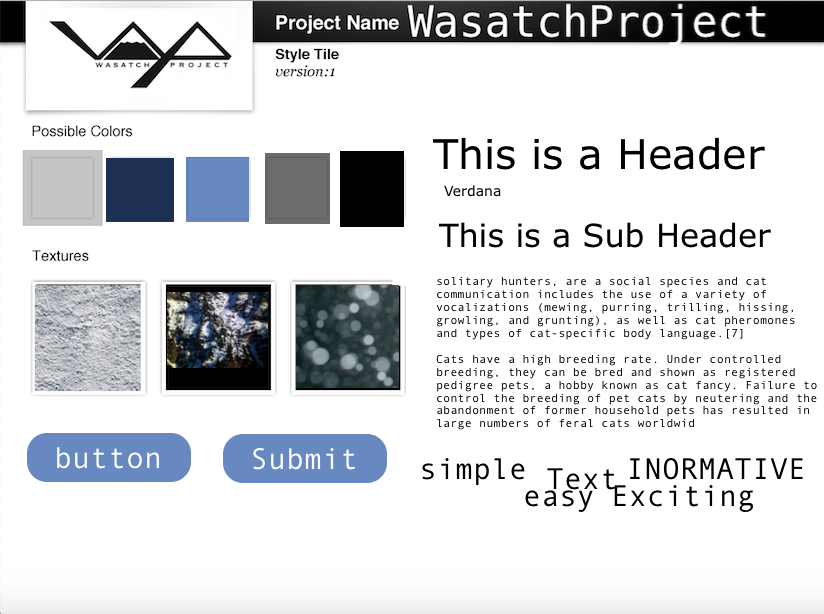 Project Name WasatchProject
WASATCH PROJECT
Style Tile
version:1
Possible Colors
Textures
button
Submit
This is a Header
Verdana
This is a Sub Header
solitary hunters, are a social species and cat
communication includes the use of a variety of
vocalizations (mewing, purring, trilling, hissing,
growling, and grunting), as well as cat pheromones
and types of cat-specific body language.[7]
Cats have a high breeding rate. Under controlled
breeding, they can be bred and shown as registered
pedigree pets, a hobby known as cat fancy. Failure to
control the breeding of pet cats by neutering and the
abandonment of former household pets has resulted in
large numbers of feral cats worldwid
simple Text INORMATIVE
easy Exciting